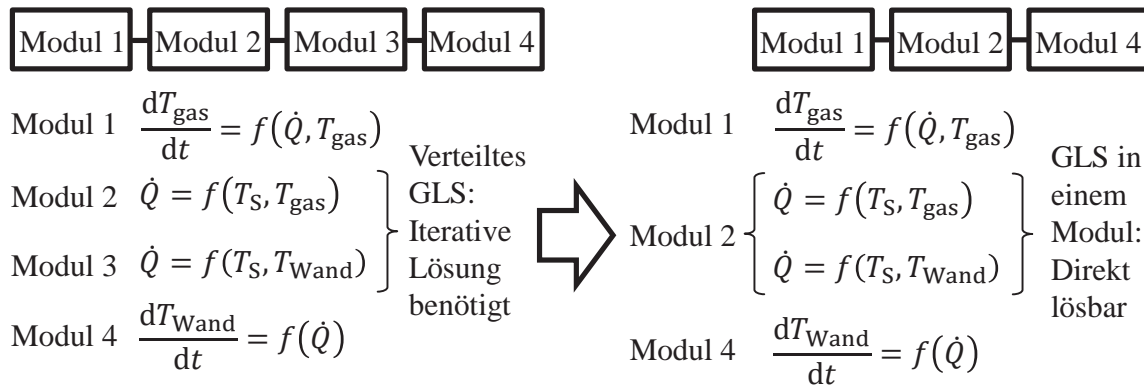 Modul 1 Modul 2 Modul 3 Modul 4
Modul 1 dT_gas/dt = f(Q̇, T_gas)
Modul 2 Q̇ = f(T_S, T_gas)
Modul 3 Q̇ = f(T_S, T_Wand)
Modul 4 dT_Wand/dt = f(Q̇)
Verteiltes
GLS:
Iterative
Lösung
benötigt
Modul 1 Modul 2 Modul 4
Modul 1 dT_gas/dt = f(Q̇, T_gas)
Modul 2 Q̇ = f(T_S, T_gas)
Q̇ = f(T_S, T_Wand)
Modul 4 dT_Wand/dt = f(Q̇)
GLS in
einem
Modul:
Direkt
lösbar